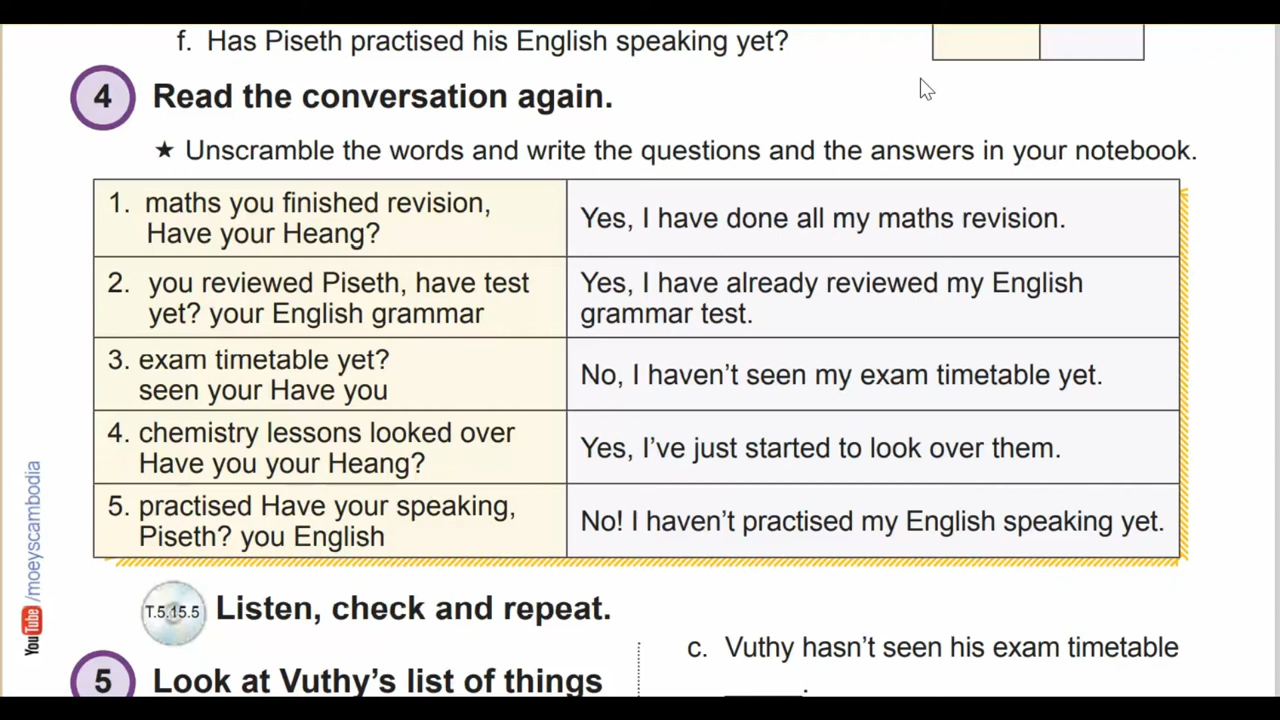 f. Has Piseth practised his English speaking yet?
4 Read the conversation again.
★ Unscramble the words and write the questions and the answers in your notebook.
1. maths you finished revision,
Have your Heang?
Yes, I have done all my maths revision.
2. you reviewed Piseth, have test
yet? your English grammar
Yes, I have already reviewed my English
grammar test.
3. exam timetable yet?
seen your Have you
No, I haven't seen my exam timetable yet.
4. chemistry lessons looked over
Have you your Heang?
Yes, I've just started to look over them.
5. practised Have your speaking,
Piseth? you English
No! I haven't practised my English speaking yet.
T.5.15.5 Listen, check and repeat.
5 Look at Vuthy's list of things
c. Vuthy hasn't seen his exam timetable
______.
YouTube /moeyscambodia